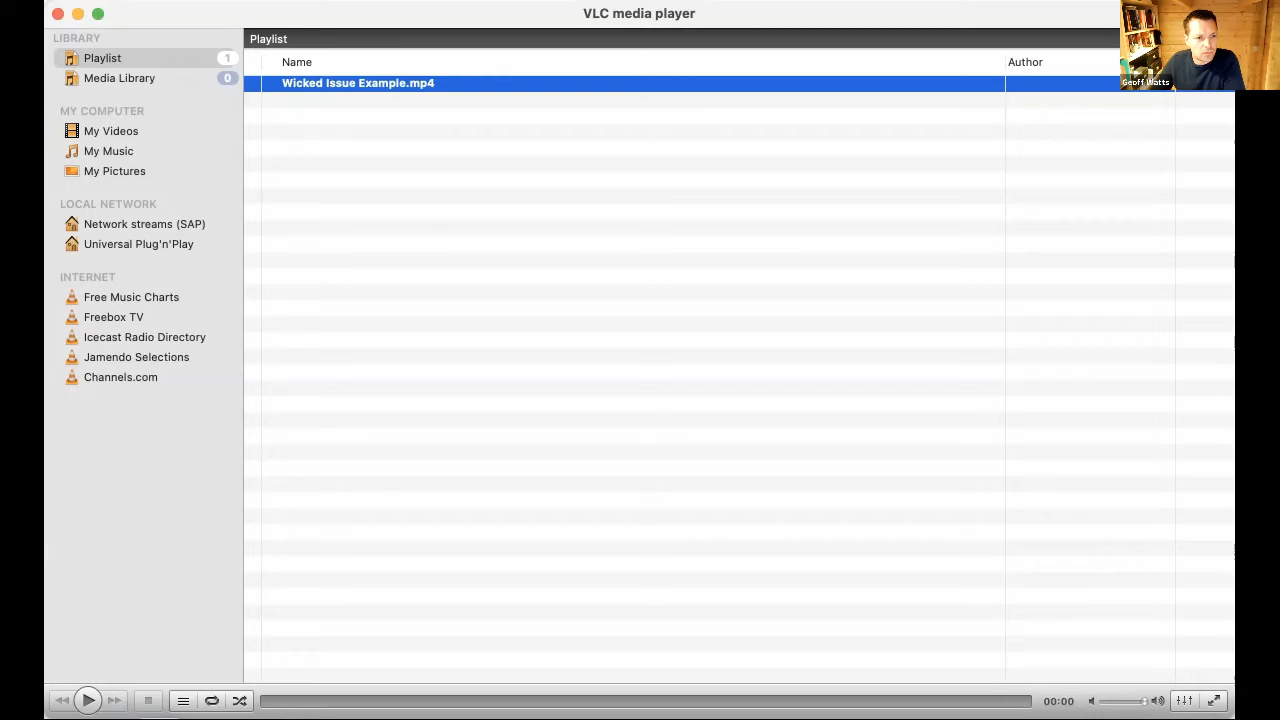 VLC media player
LIBRARY
Playlist
1
Media Library
0
MY COMPUTER
My Videos
My Music
My Pictures
LOCAL NETWORK
Network streams (SAP)
Universal Plug'n'Play
INTERNET
Free Music Charts
Freebox TV
Icecast Radio Directory
Jamendo Selections
Channels.com
Playlist
Name
Author
Wicked Issue Example.mp4
Geoff Watts
00:00